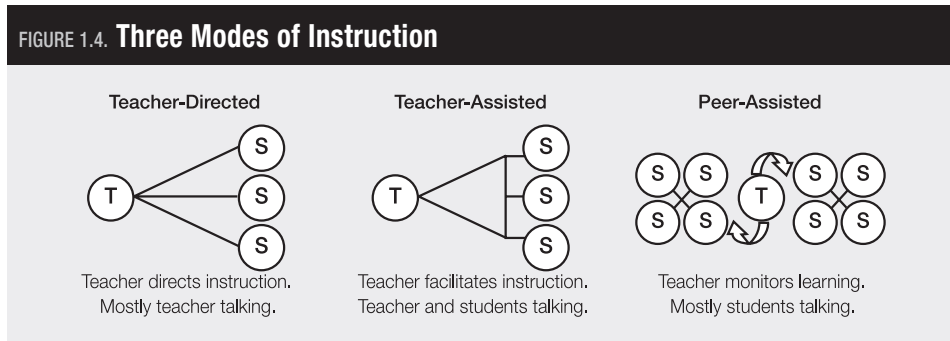 FIGURE 1.4. Three Modes of Instruction
Teacher-Directed
T
S
S
S
Teacher directs instruction.
Mostly teacher talking.
Teacher-Assisted
T
S
S
S
Teacher facilitates instruction.
Teacher and students talking.
Peer-Assisted
S S T S S
S S S S
Teacher monitors learning.
Mostly students talking.